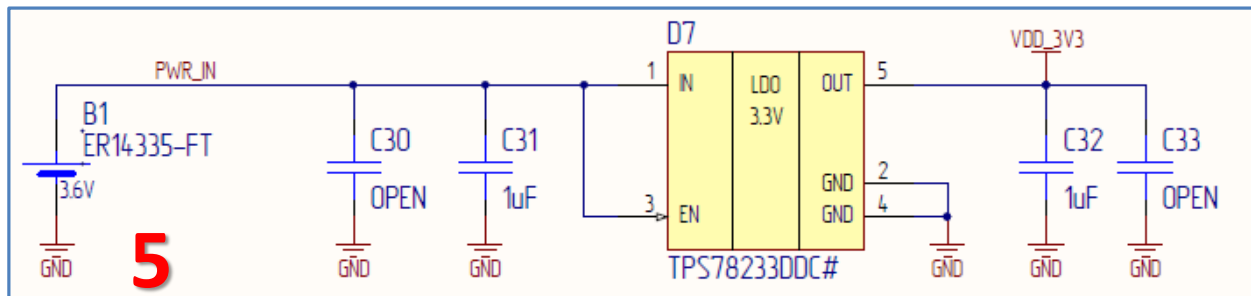 D7
VDD_3V3
PWR_IN
1
IN
LDO
OUT
5
3.3V
B1
ER14335-FT
C30
C31
C32
C33
3.6V
OPEN
1uF
3
EN
GND
2
GND
4
1uF
OPEN
GND
5
GND
GND
TPS78233DDC#
GND
GND
GND